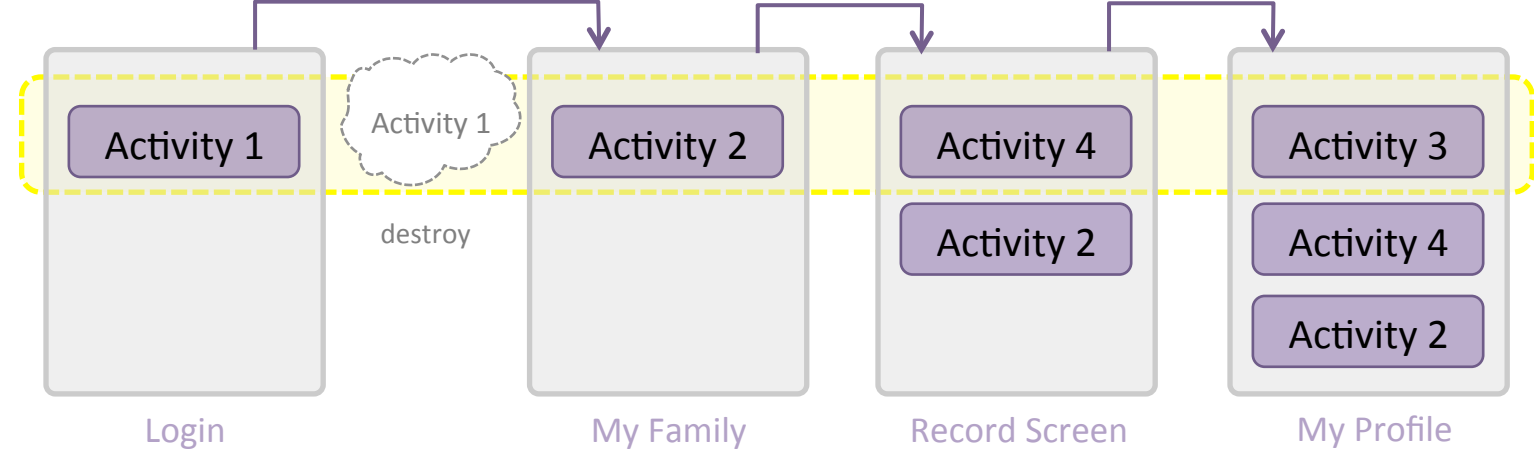 Activity 1
Activity 1
destroy
Activity 2
Activity 4
Activity 2
Activity 3
Activity 4
Activity 2
Login
My Family
Record Screen
My Profile